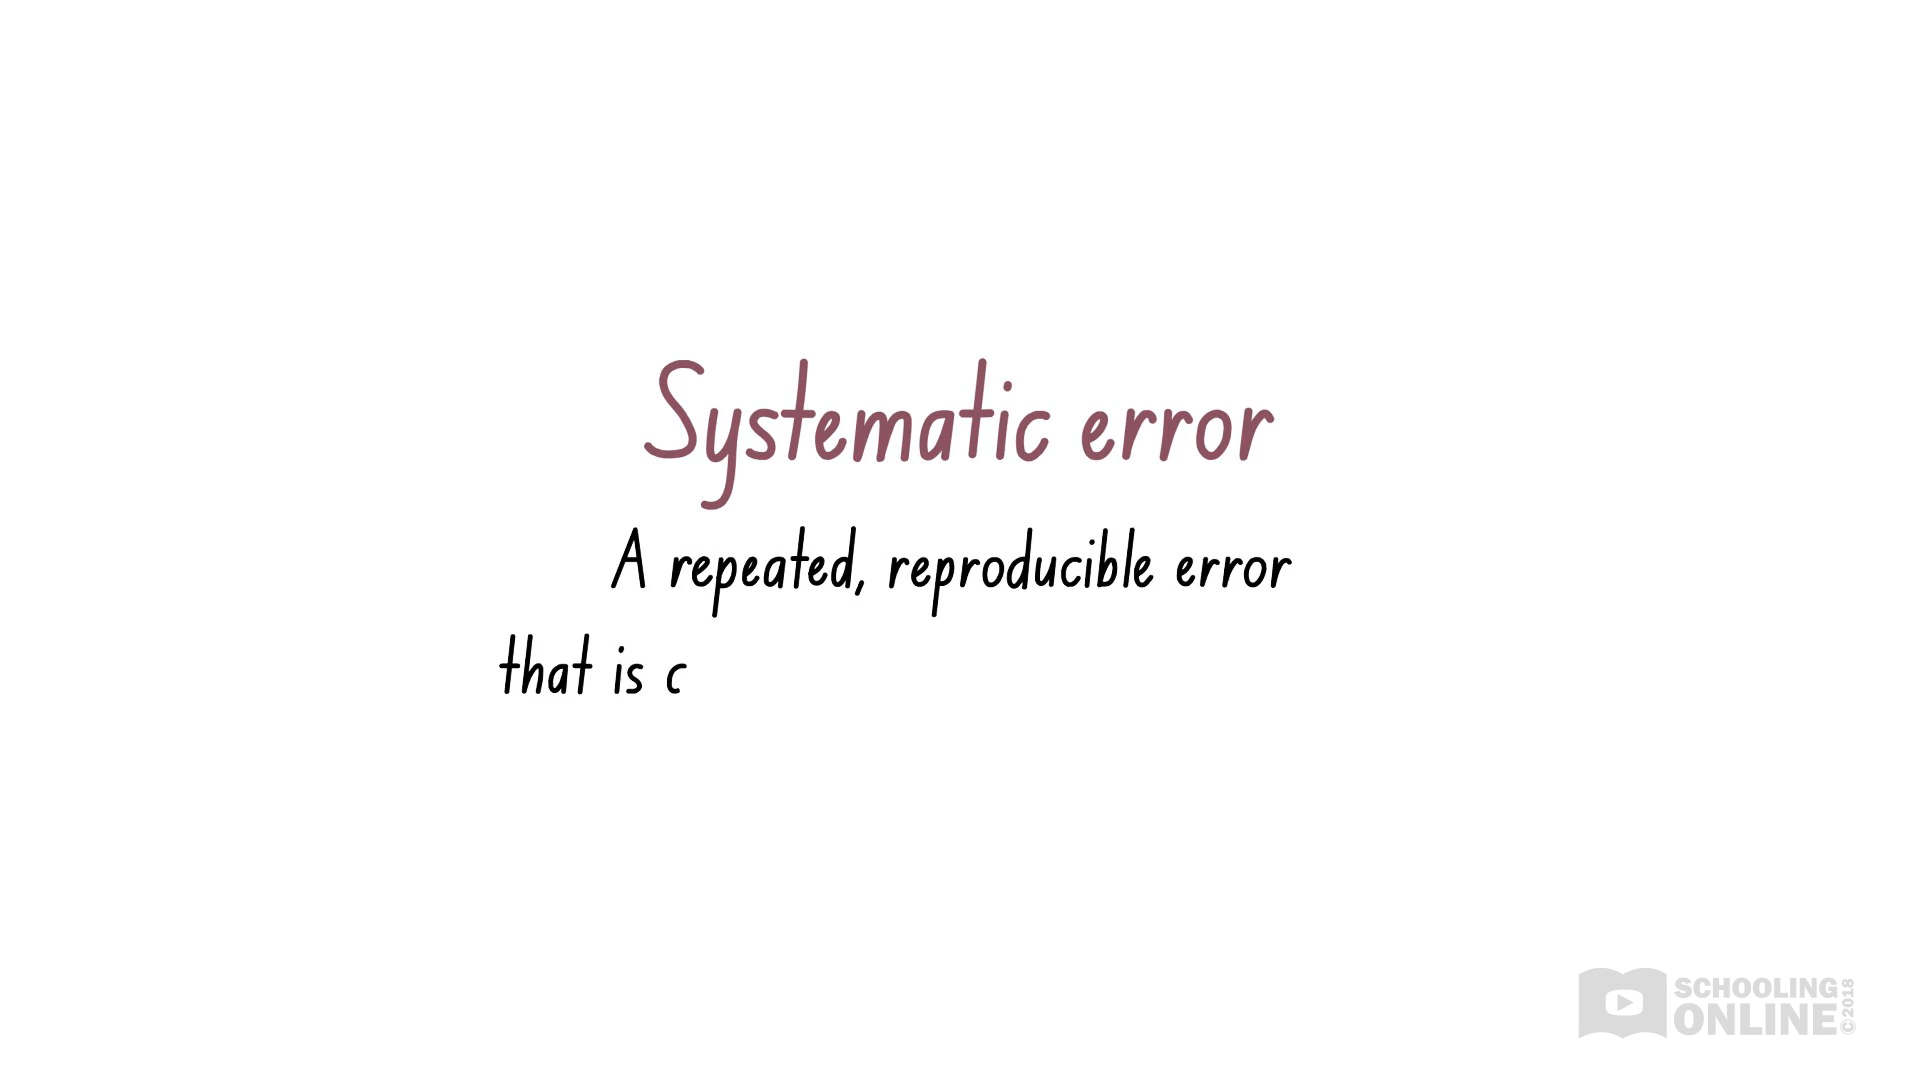 Systematic error
A repeated, reproducible error
that is c
SCHOOLING
ONLINE
©2018